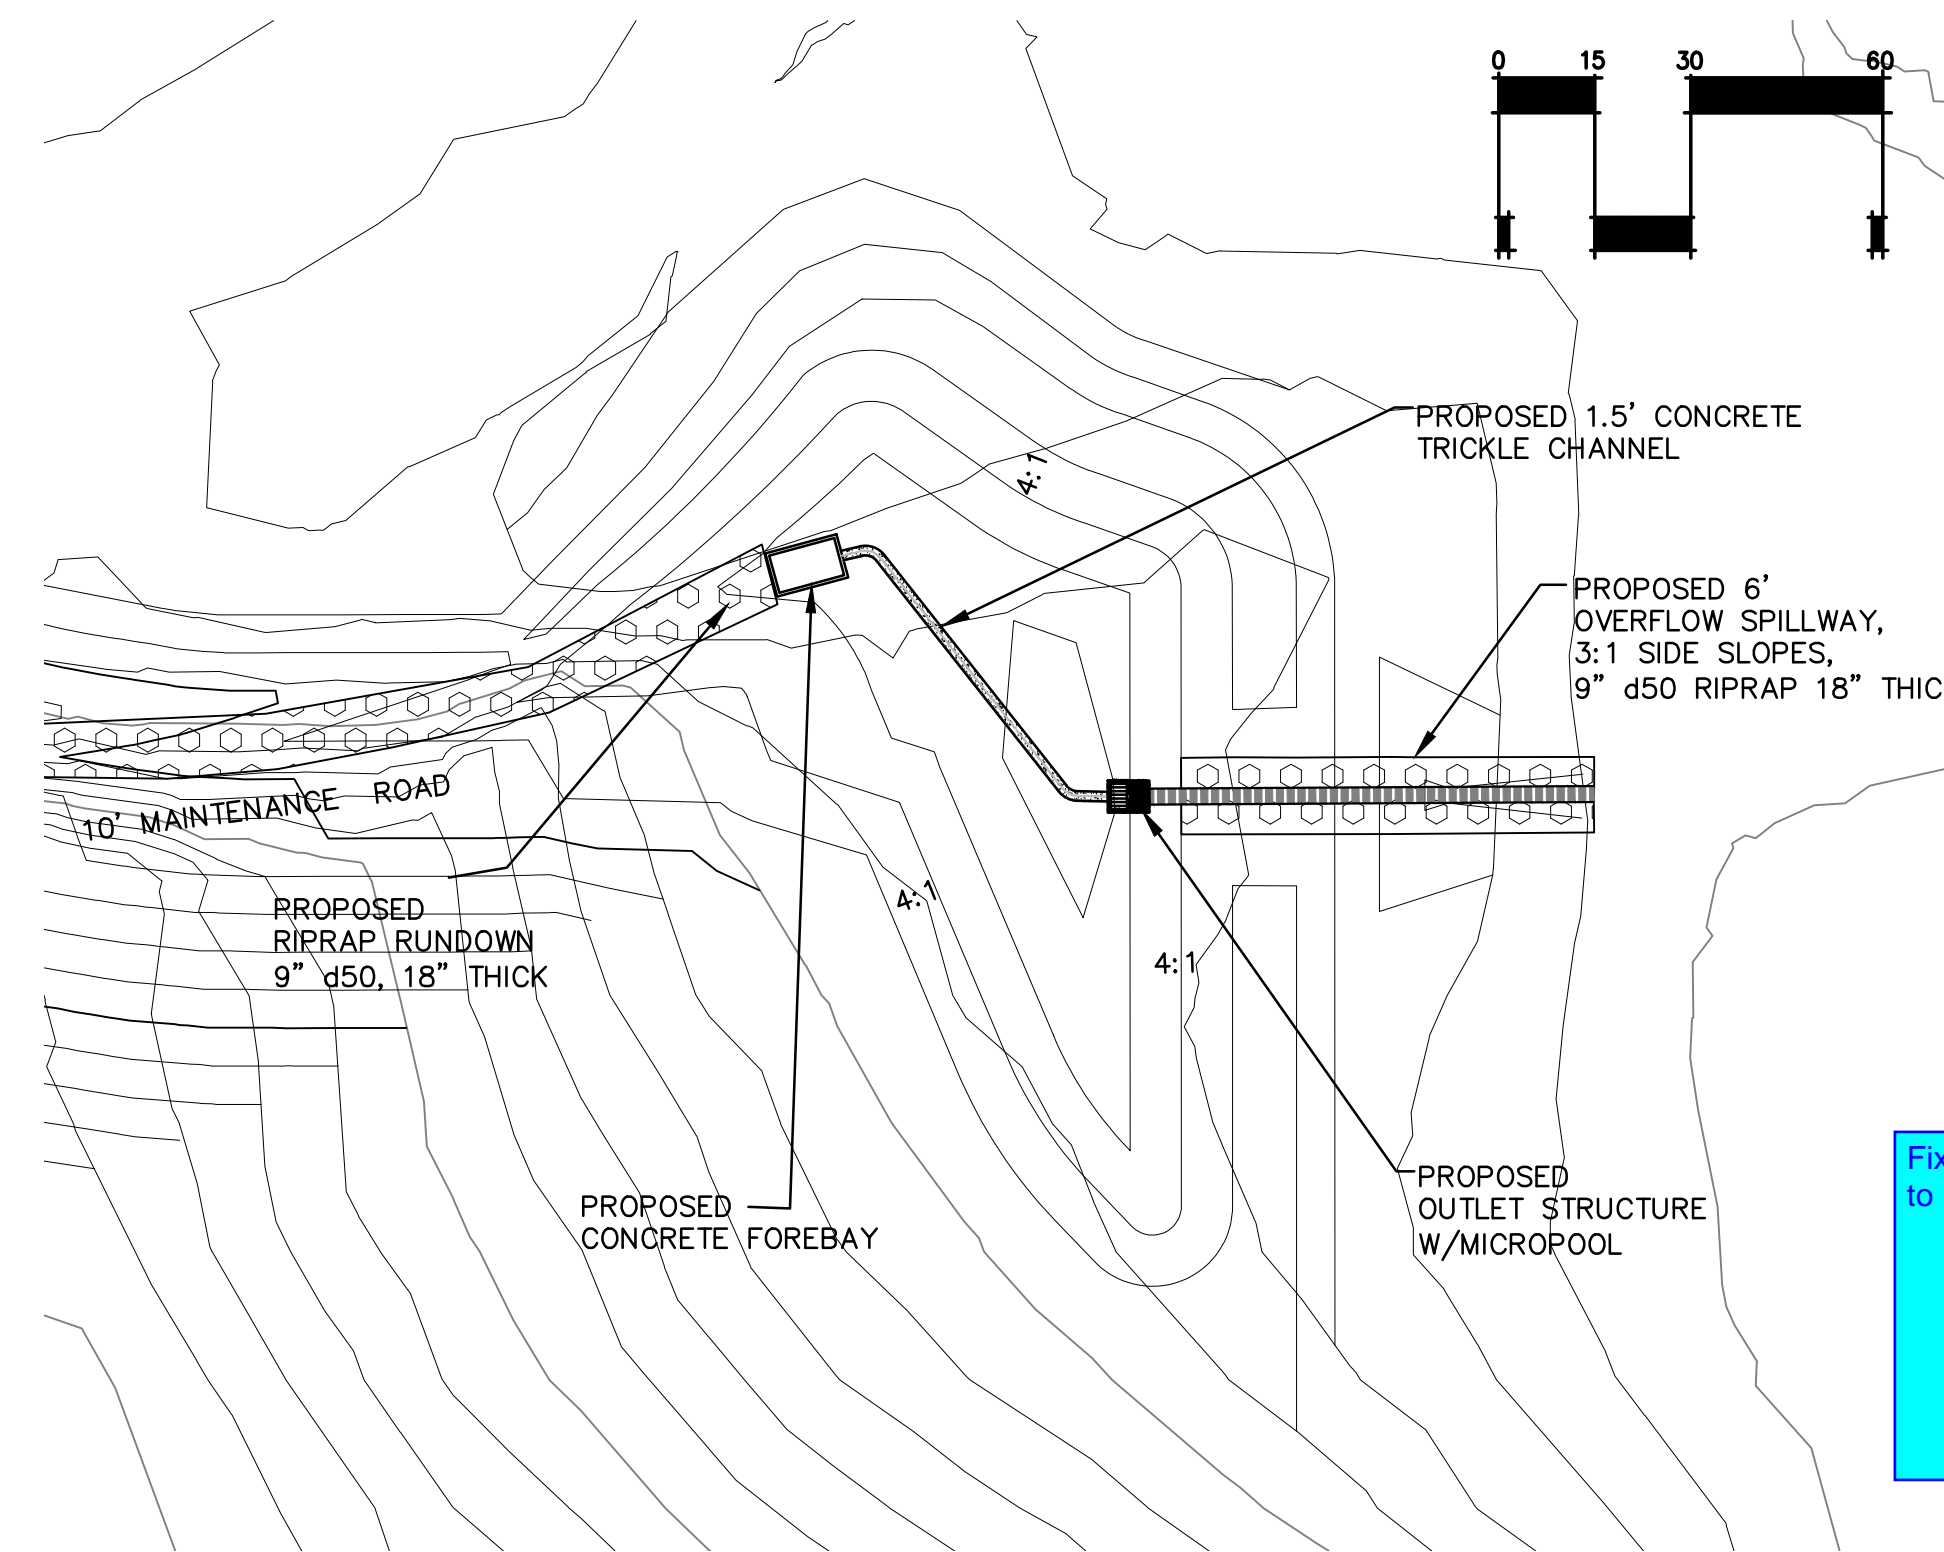 0 15 30 60
PROPOSED 1.5' CONCRETE
TRICKLE CHANNEL
4:1
PROPOSED 6'
OVERFLOW SPILLWAY,
3:1 SIDE SLOPES,
9" d50 RIPRAP 18" THIC
10' MAINTENANCE ROAD
4:1
PROPOSED
RIPRAP RUNDOWN
9" d50, 18" THICK
4:1
PROPOSED
OUTLET STRUCTURE
W/MICROPOOL
PROPOSED
CONCRETE FOREBAY
Fix
to